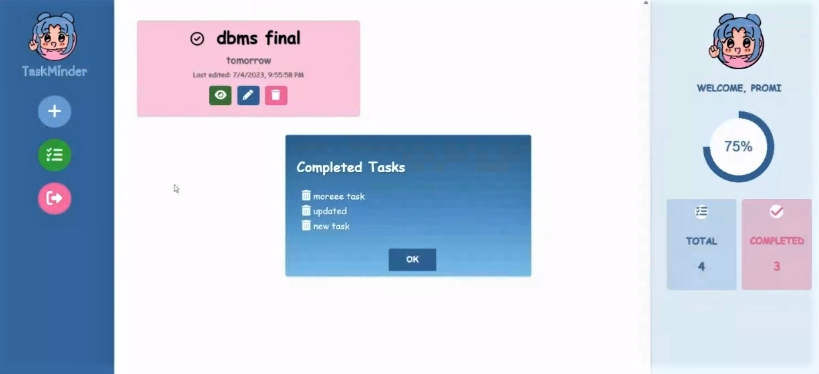 TaskMinder
dbms final
tomorrow
Last edited: 7/4/2023, 9:55:58 PM
Completed Tasks
moreee task
updated
new task
OK
WELCOME, PROMI
75%
TOTAL
4
COMPLETED
3